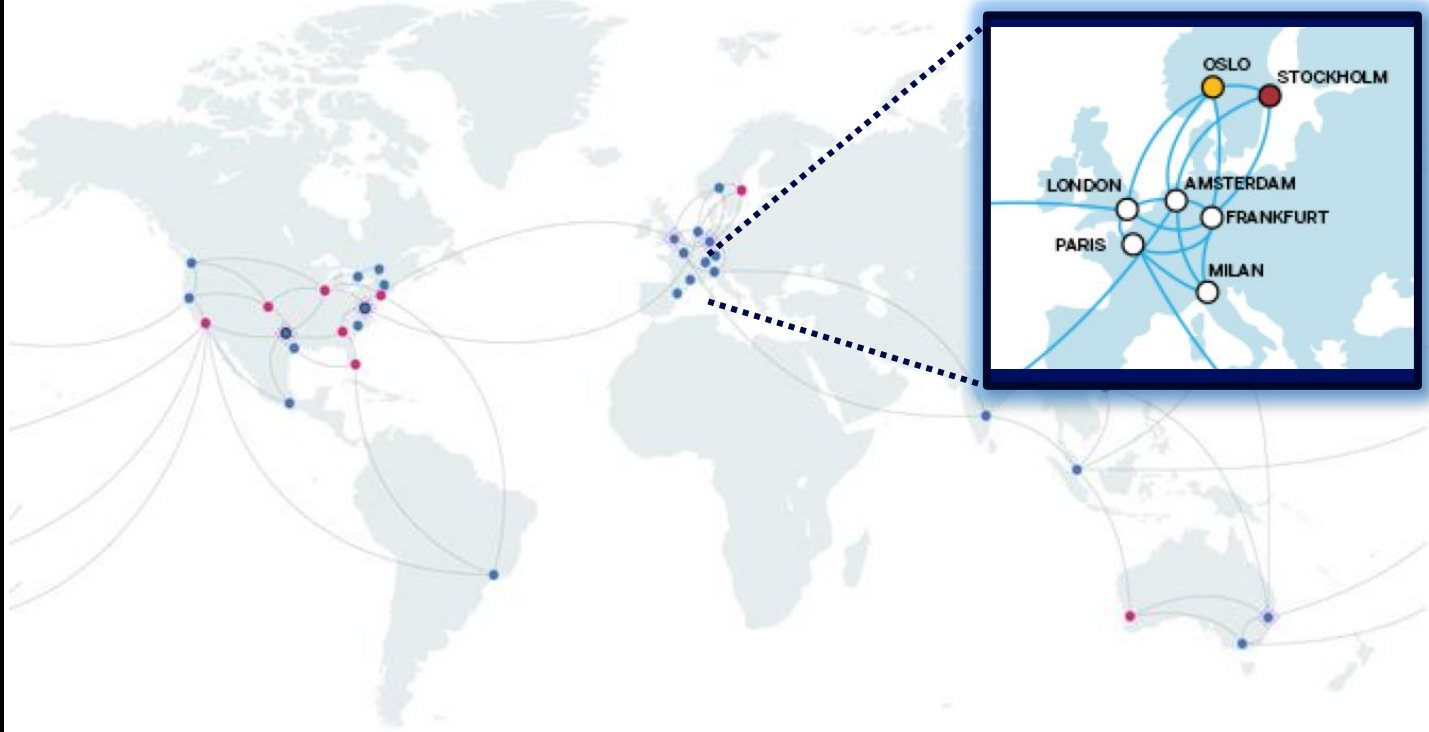 OSLO
STOCKHOLM
LONDON
AMSTERDAM
FRANKFURT
PARIS
MILAN